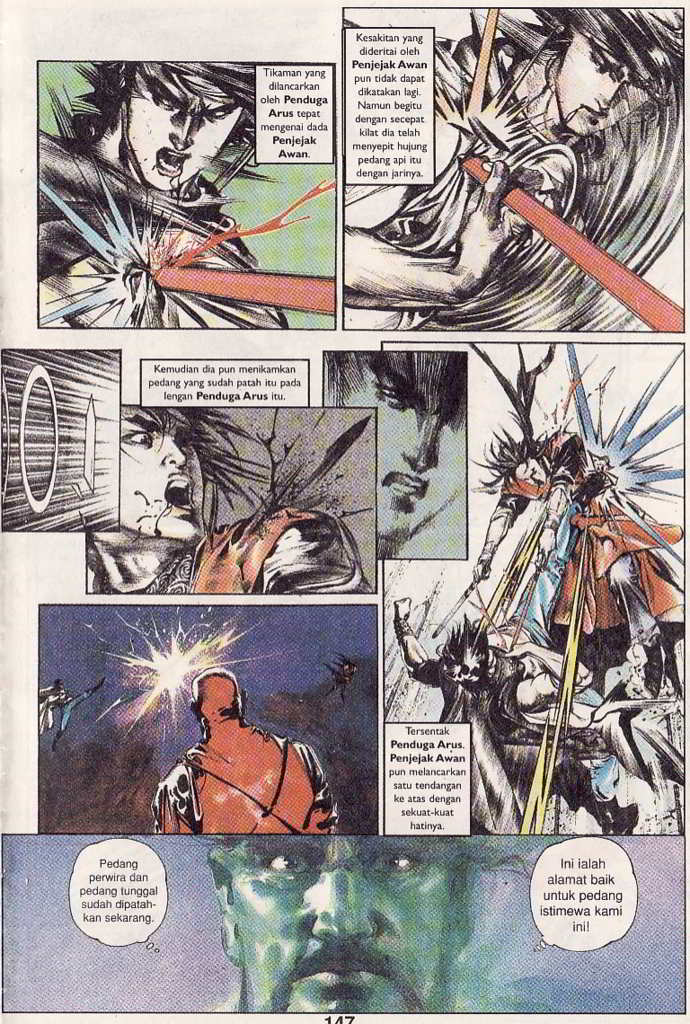 Tikaman yang
dilancarkan
oleh Penduga
Arus tepat
mengenai dada
Penjejak
Awan.
Kesakitan yang
dideritai oleh
Penjejak Awan
pun tidak dapat
dikatakan lagi.
Namun begitu
dengan secepat
kilat dia telah
menyepit hujung
pedang api itu
dengan jarinya.
Kemudian dia pun menikamkan
pedang yang sudah patah itu pada
lengan Penduga Arus itu.
Tersentak
Penduga Arus.
Penjejak Awan
pun melancarkan
satu tendangan
ke atas dengan
sekuat-kuat
hatinya.
Pedang
perwira dan
pedang tunggal
sudah dipatah-
kan sekarang.
Ini ialah
alamat baik
untuk pedang
istimewa kami
ini!
147